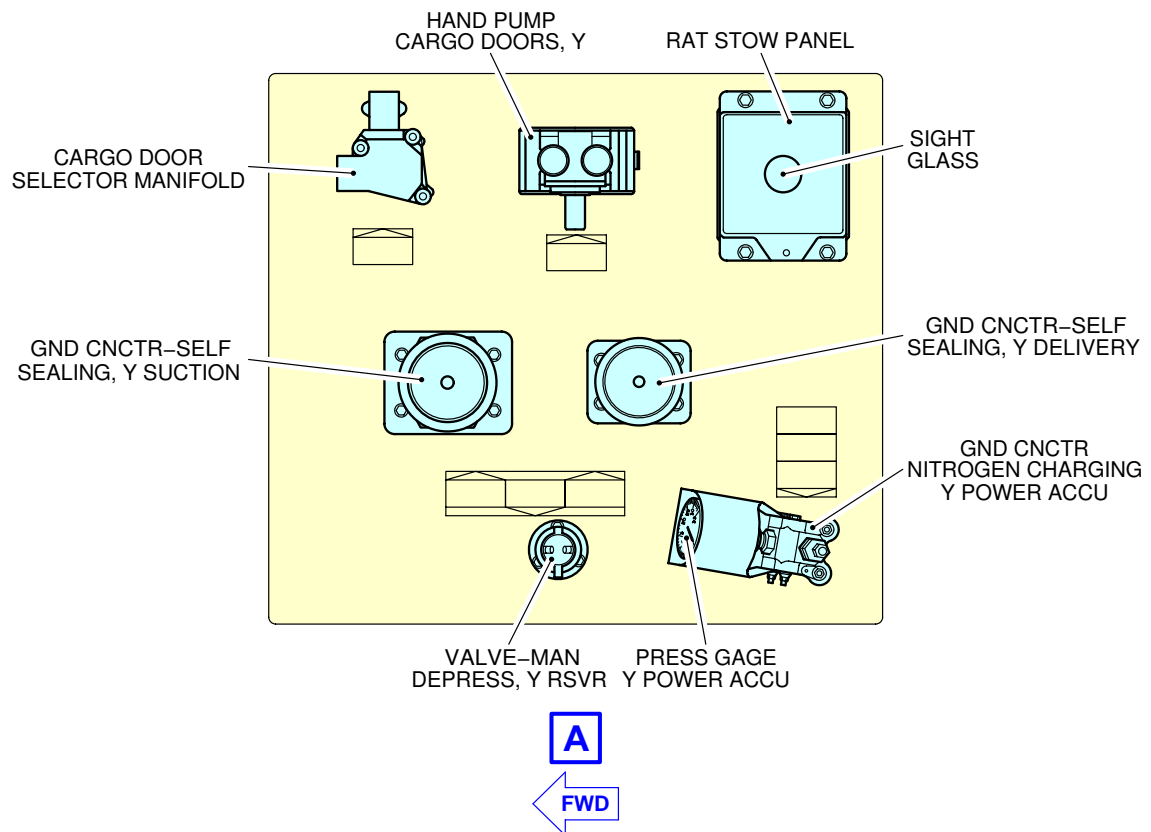 HAND PUMP
CARGO DOORS, Y
RAT STOW PANEL
CARGO DOOR
SELECTOR MANIFOLD
SIGHT
GLASS
GND CNCTR–SELF
SEALING, Y SUCTION
GND CNCTR–SELF
SEALING, Y DELIVERY
GND CNCTR
NITROGEN CHARGING
Y POWER ACCU
VALVE–MAN
DEPRESS, Y RSVR
PRESS GAGE
Y POWER ACCU
A
FWD